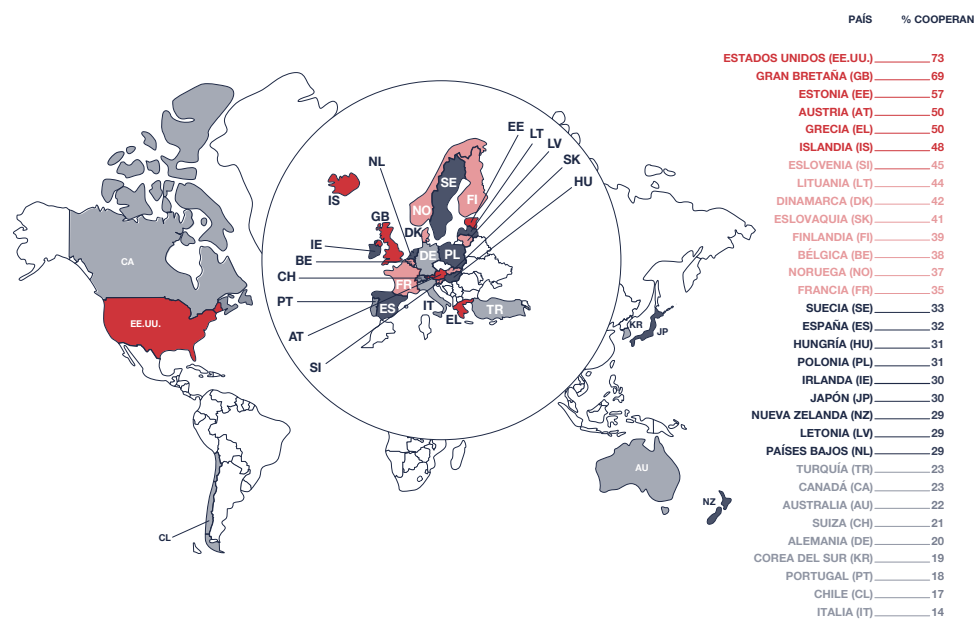 PAÍS % COOPERAN
ESTADOS UNIDOS (EE.UU.) 73
GRAN BRETAÑA (GB) 69
ESTONIA (EE) 57
AUSTRIA (AT) 50
GRECIA (EL) 50
ISLANDIA (IS) 48
ESLOVENIA (SI) 45
LITUANIA (LT) 44
DINAMARCA (DK) 42
ESLOVAQUIA (SK) 41
FINLANDIA (FI) 39
BÉLGICA (BE) 38
NORUEGA (NO) 37
FRANCIA (FR) 35
SUECIA (SE) 33
ESPAÑA (ES) 32
HUNGRÍA (HU) 31
POLONIA (PL) 31
IRLANDA (IE) 30
JAPÓN (JP) 30
NUEVA ZELANDA (NZ) 29
LETONIA (LV) 29
PAÍSES BAJOS (NL) 29
TURQUÍA (TR) 23
CANADÁ (CA) 23
AUSTRALIA (AU) 22
SUIZA (CH) 21
ALEMANIA (DE) 20
COREA DEL SUR (KR) 19
PORTUGAL (PT) 18
CHILE (CL) 17
ITALIA (IT) 14
EE
LT
LV
SK
HU
NL
SE
IS
NO
FI
GB
DK
IE
PL
DE
BE
CA
CH
FR
PT
ES
IT
TR
EL
EE.UU.
KR
JP
AT
SI
AU
NZ
CL